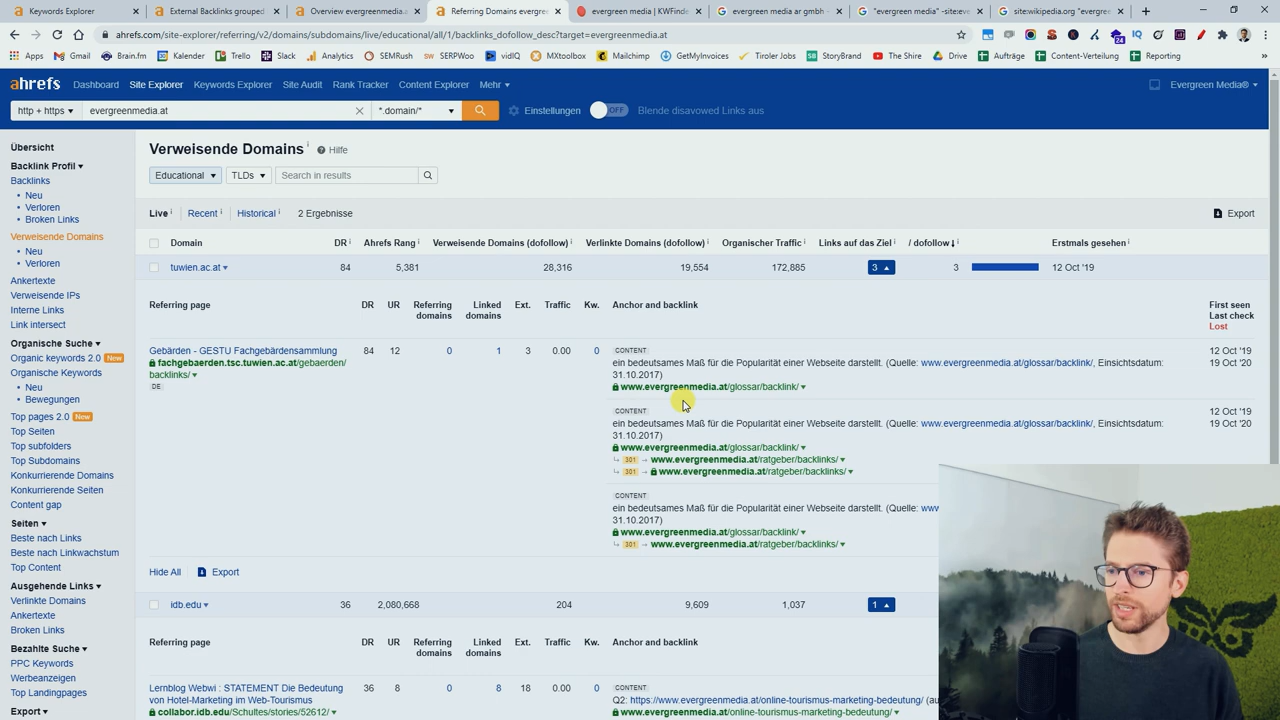 Keywords Explorer
External Backlinks grouped
Overview evergreenmedia.a
Referring Domains evergre
evergreen media | KWFinde
evergreen media ar gmbh -
"evergreen media" -site:eve
site:wikipedia.org "evergree
ahrefs.com/site-explorer/referring/v2/domains/subdomains/live/educational/all/1/backlinks_dofollow_desc?target=evergreenmedia.at
Apps Gmail Brain.fm Kalender Trello Slack Analytics SEMRush SERPWoo vidIQ MXtoolbox Mailchimp GetMyInvoices Tiroler Jobs StoryBrand The Shire Drive Aufträge Content-Verteilung Reporting
ahrefs Dashboard Site Explorer Keywords Explorer Site Audit Rank Tracker Content Explorer Mehr Evergreen Media®
http + https evergreenmedia.at *.domain/* Einstellungen OFF Blende disavowed Links aus
Übersicht
Backlink Profil
Backlinks
Neu
Verloren
Broken Links
Verweisende Domains
Neu
Verloren
Ankertexte
Verweisende IPs
Interne Links
Link intersect
Organische Suche
Organic keywords 2.0 New
Organische Keywords
Neu
Bewegungen
Top pages 2.0 New
Top Seiten
Top subfolders
Top Subdomains
Konkurrierende Domains
Konkurrierende Seiten
Content gap
Seiten
Beste nach Links
Beste nach Linkwachstum
Top Content
Ausgehende Links
Verlinkte Domains
Ankertexte
Broken Links
Bezahlte Suche
PPC Keywords
Werbeanzeigen
Top Landingpages
Export
Verweisende Domains Hilfe
Educational TLDs Search in results
Live Recent Historical 2 Ergebnisse Export
Domain DR Ahrefs Rang Verweisende Domains (dofollow) Verlinkte Domains (dofollow) Organischer Traffic Links auf das Ziel / dofollow Erstmals gesehen
tuwien.ac.at 84 5,381 28,316 19,554 172,885 3 3 12 Oct '19
Referring page DR UR Referring domains Linked domains Ext. Traffic Kw. Anchor and backlink First seen
Last check
Lost
Gebärden - GESTU Fachgebärdensammlung 84 12 0 1 3 0.00 0
fachgebaerden.tsc.tuwien.ac.at/gebaerden/
backlinks/
DE
CONTENT 12 Oct '19
ein bedeutsames Maß für die Popularität einer Webseite darstellt. (Quelle: www.evergreenmedia.at/glossar/backlink/, Einsichtsdatum: 19 Oct '20
31.10.2017)
www.evergreenmedia.at/glossar/backlink/
CONTENT 12 Oct '19
ein bedeutsames Maß für die Popularität einer Webseite darstellt. (Quelle: www.evergreenmedia.at/glossar/backlink/, Einsichtsdatum: 19 Oct '20
31.10.2017)
www.evergreenmedia.at/glossar/backlink/
301 → www.evergreenmedia.at/ratgeber/backlinks/
301 → www.evergreenmedia.at/ratgeber/backlinks/
CONTENT
ein bedeutsames Maß für die Popularität einer Webseite darstellt. (Quelle: www
31.10.2017)
www.evergreenmedia.at/glossar/backlink/
301 → www.evergreenmedia.at/ratgeber/backlinks/
Hide All Export
idb.edu 36 2,080,668 204 9,609 1,037 1
Referring page DR UR Referring domains Linked domains Ext. Traffic Kw. Anchor and backlink
Lernblog Webwi : STATEMENT Die Bedeutung 36 8 0 8 18 0.00 0
von Hotel-Marketing im Web-Tourismus
collabor.idb.edu/Schultes/stories/52612/
CONTENT
Q2: https://www.evergreenmedia.at/online-tourismus-marketing-bedeutung/ (au
www.evergreenmedia.at/online-tourismus-marketing-bedeutung/